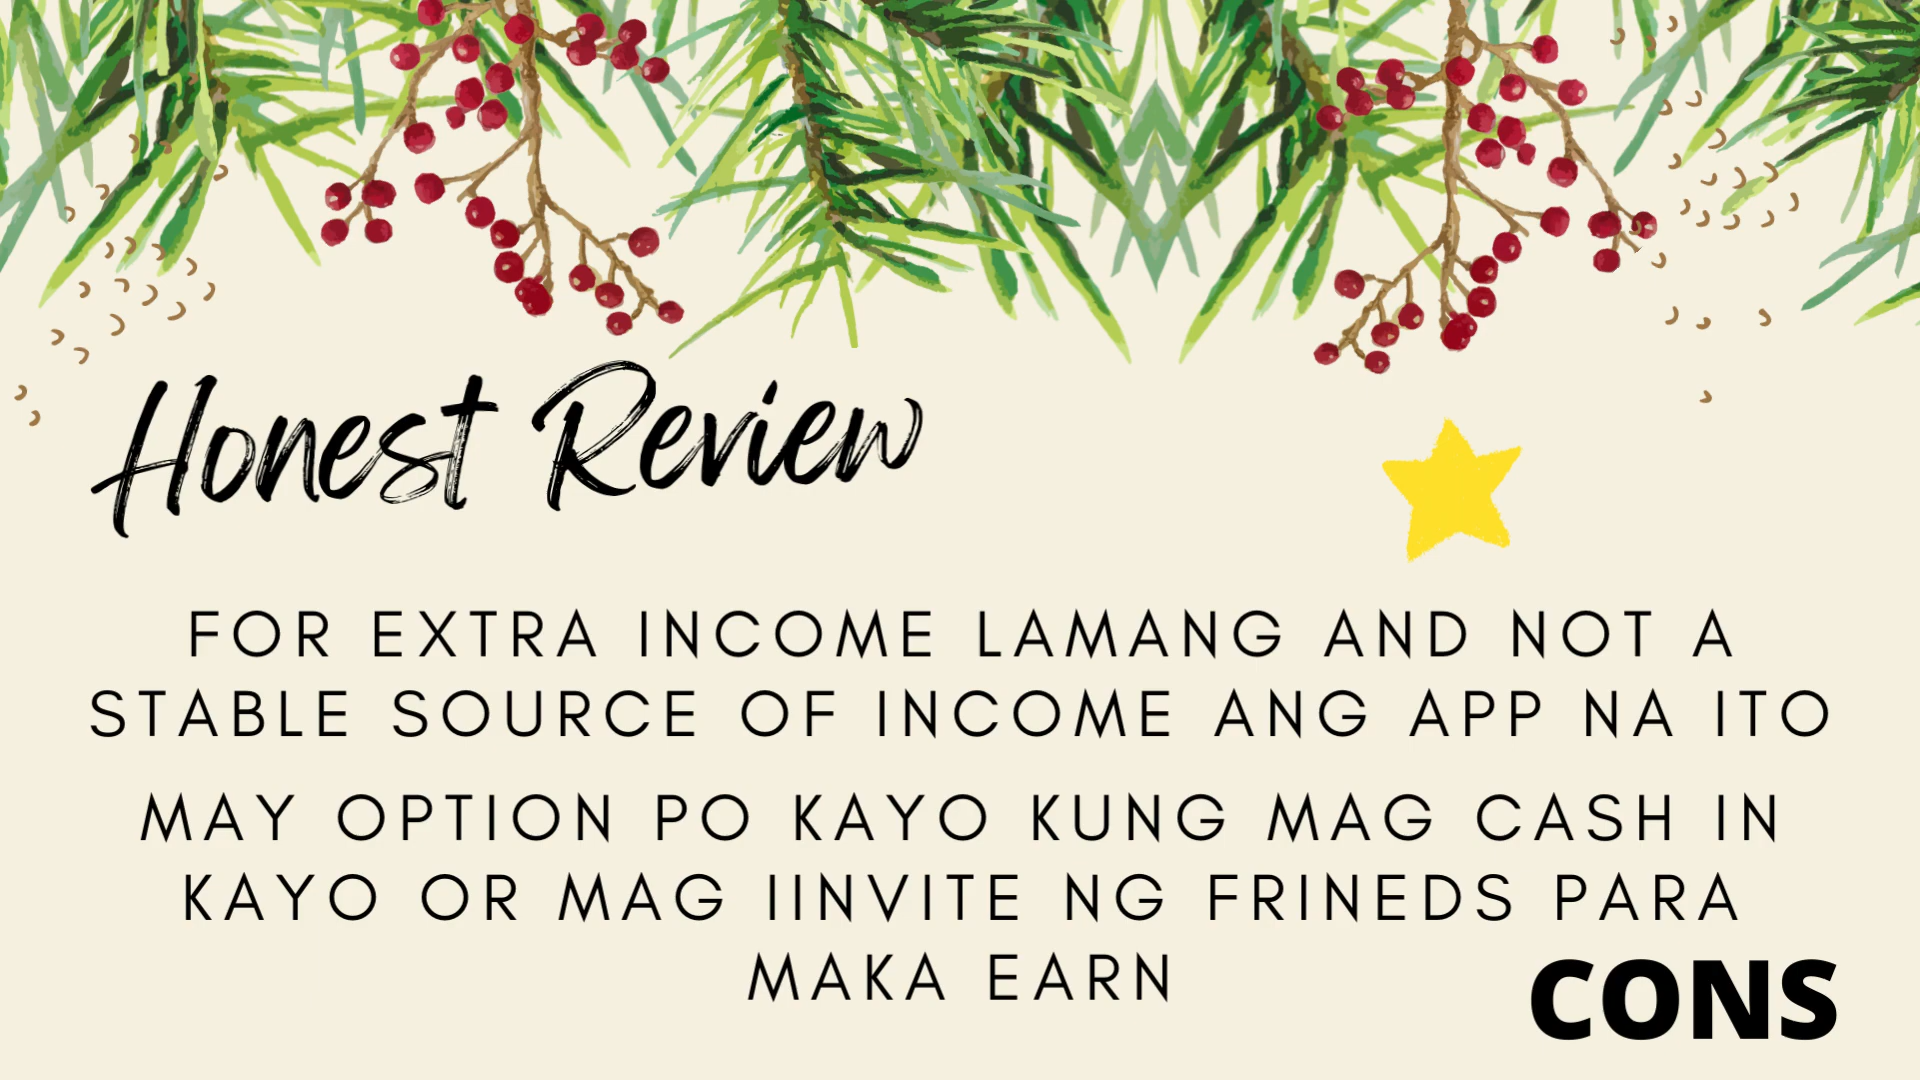 Honest Review
FOR EXTRA INCOME LAMANG AND NOT A
STABLE SOURCE OF INCOME ANG APP NA ITO
MAY OPTION PO KAYO KUNG MAG CASH IN
KAYO OR MAG IINVITE NG FRINEDS PARA
MAKA EARN
CONS